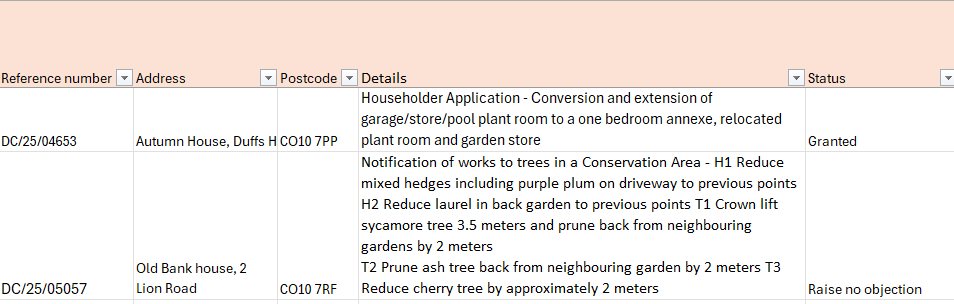 Reference number Address Postcode Details Status
Householder Application - Conversion and extension of
garage/store/pool plant room to a one bedroom annexe, relocated
DC/25/04653 Autumn House, Duffs H CO10 7PP plant room and garden store Granted
Notification of works to trees in a Conservation Area - H1 Reduce
mixed hedges including purple plum on driveway to previous points
H2 Reduce laurel in back garden to previous points T1 Crown lift
sycamore tree 3.5 meters and prune back from neighbouring
gardens by 2 meters
Old Bank house, 2 T2 Prune ash tree back from neighbouring garden by 2 meters T3
DC/25/05057 Lion Road CO10 7RF Reduce cherry tree by approximately 2 meters Raise no objection